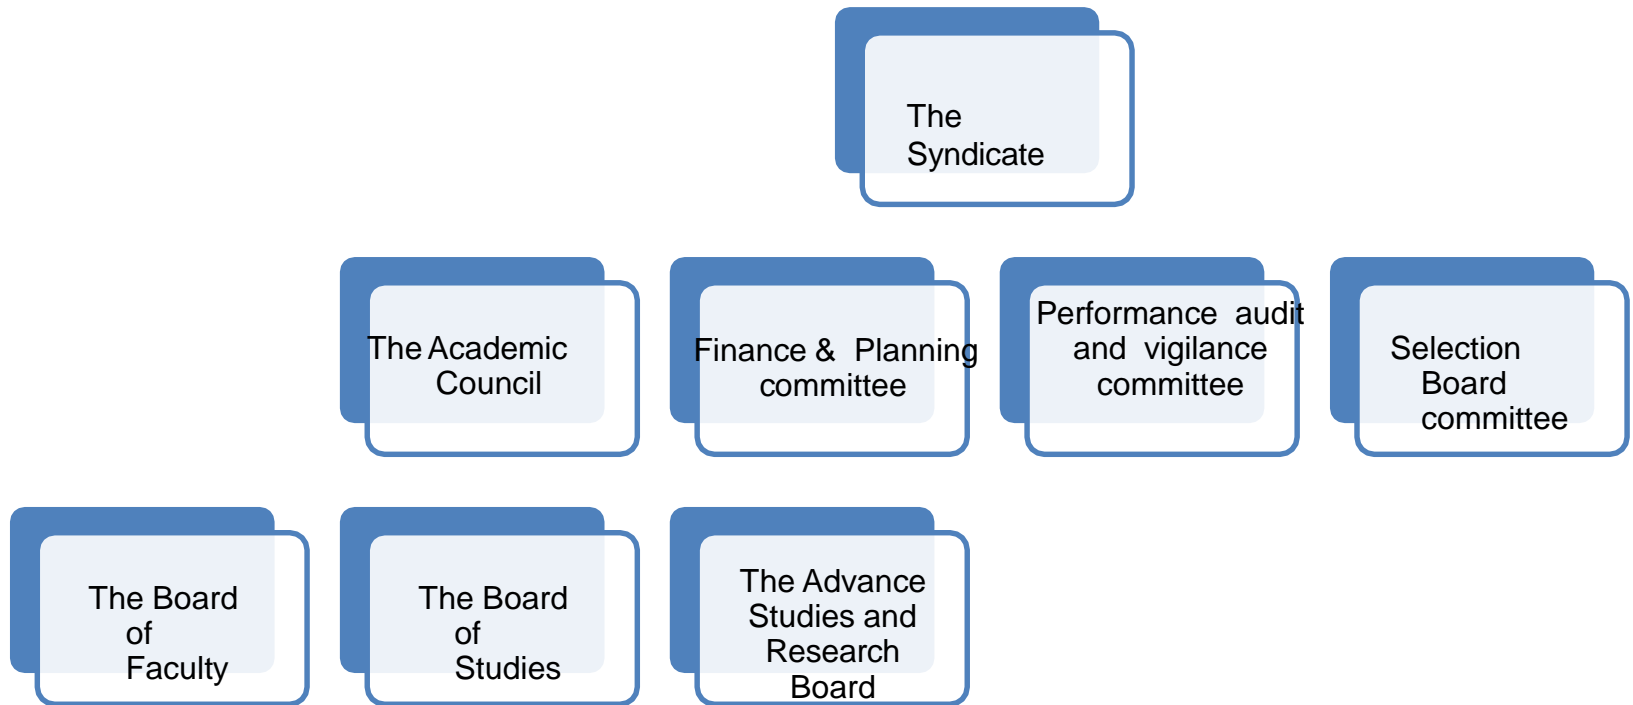 The
Syndicate
The Academic
Council
Finance & Planning
committee
Performance audit
and vigilance
committee
Selection
Board
committee
The Board
of
Faculty
The Board
of
Studies
The Advance
Studies and
Research
Board